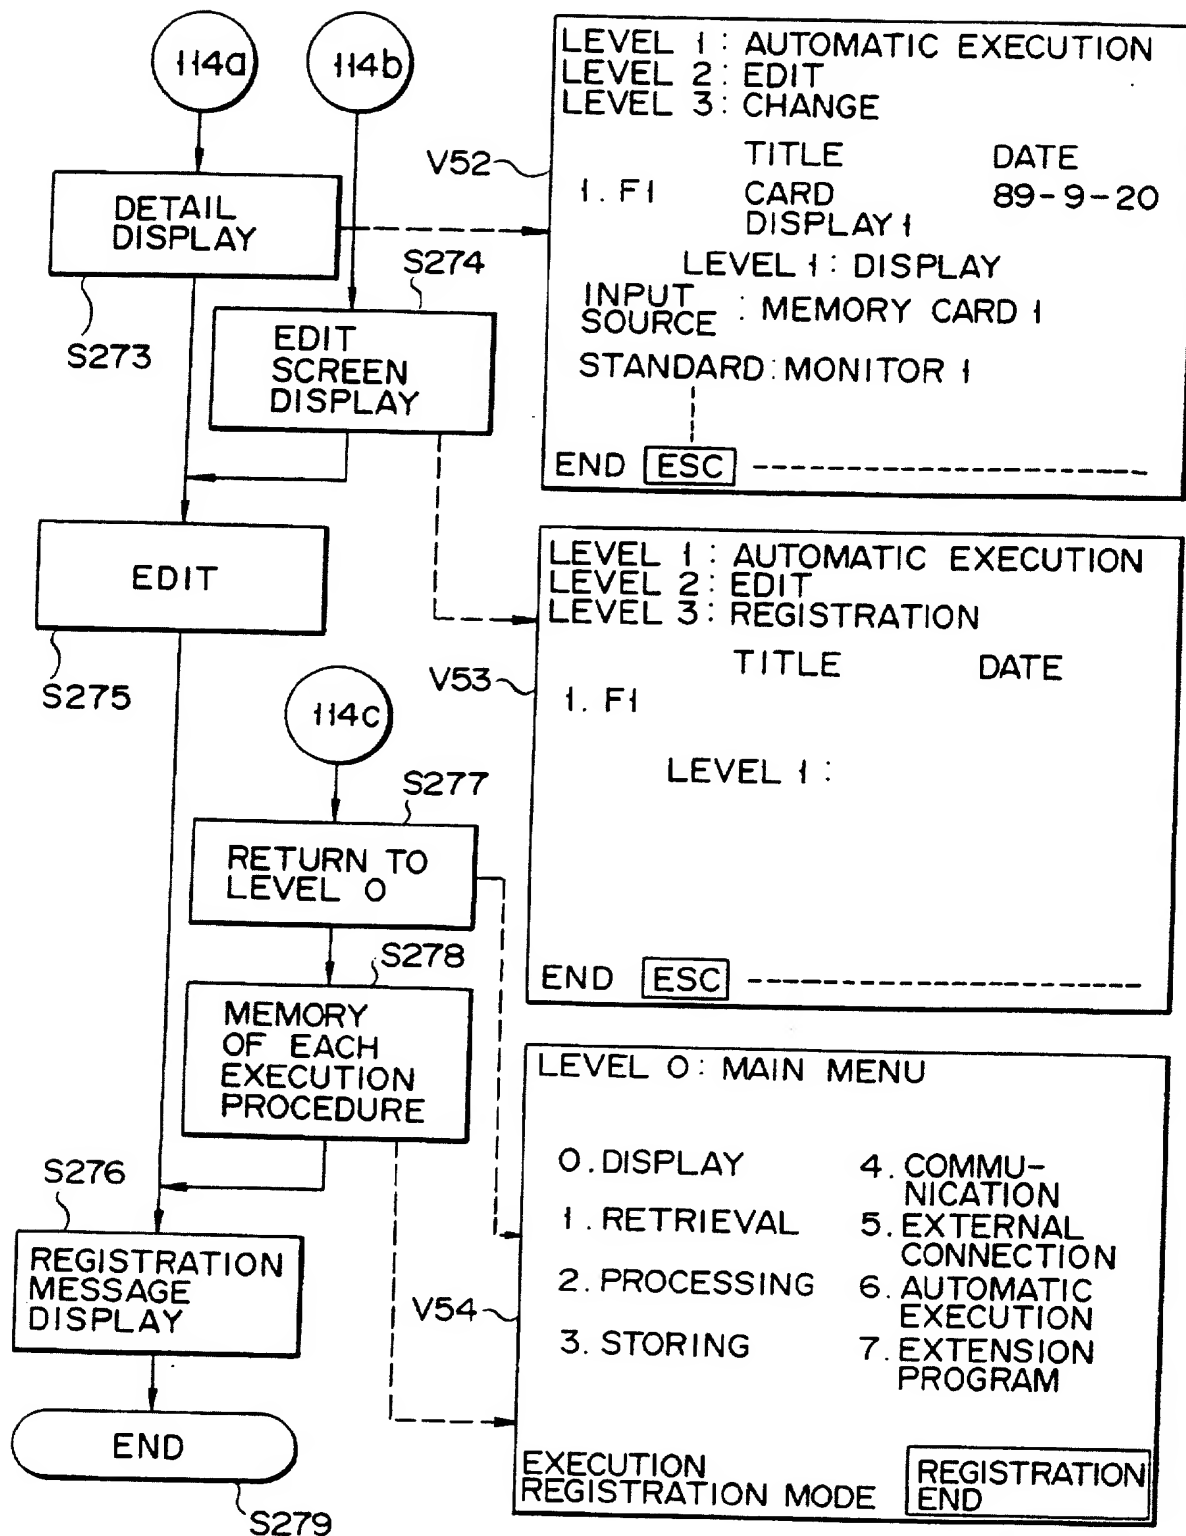 114a
114b
DETAIL
DISPLAY
S273
S274
EDIT
SCREEN
DISPLAY
EDIT
S275
114c
S277
RETURN TO
LEVEL 0
S278
MEMORY
OF EACH
EXECUTION
PROCEDURE
S276
REGISTRATION
MESSAGE
DISPLAY
END
S279
V52
LEVEL 1: AUTOMATIC EXECUTION
LEVEL 2: EDIT
LEVEL 3: CHANGE
TITLE DATE
1. F1 CARD 89-9-20
DISPLAY 1
LEVEL 1: DISPLAY
INPUT
SOURCE : MEMORY CARD 1
STANDARD: MONITOR 1
END ESC
V53
LEVEL 1: AUTOMATIC EXECUTION
LEVEL 2: EDIT
LEVEL 3: REGISTRATION
TITLE DATE
1. F1
LEVEL 1:
END ESC
V54
LEVEL 0: MAIN MENU
0. DISPLAY
1. RETRIEVAL
2. PROCESSING
3. STORING
4. COMMU-
NICATION
5. EXTERNAL
CONNECTION
6. AUTOMATIC
EXECUTION
7. EXTENSION
PROGRAM
EXECUTION
REGISTRATION MODE
REGISTRATION
END